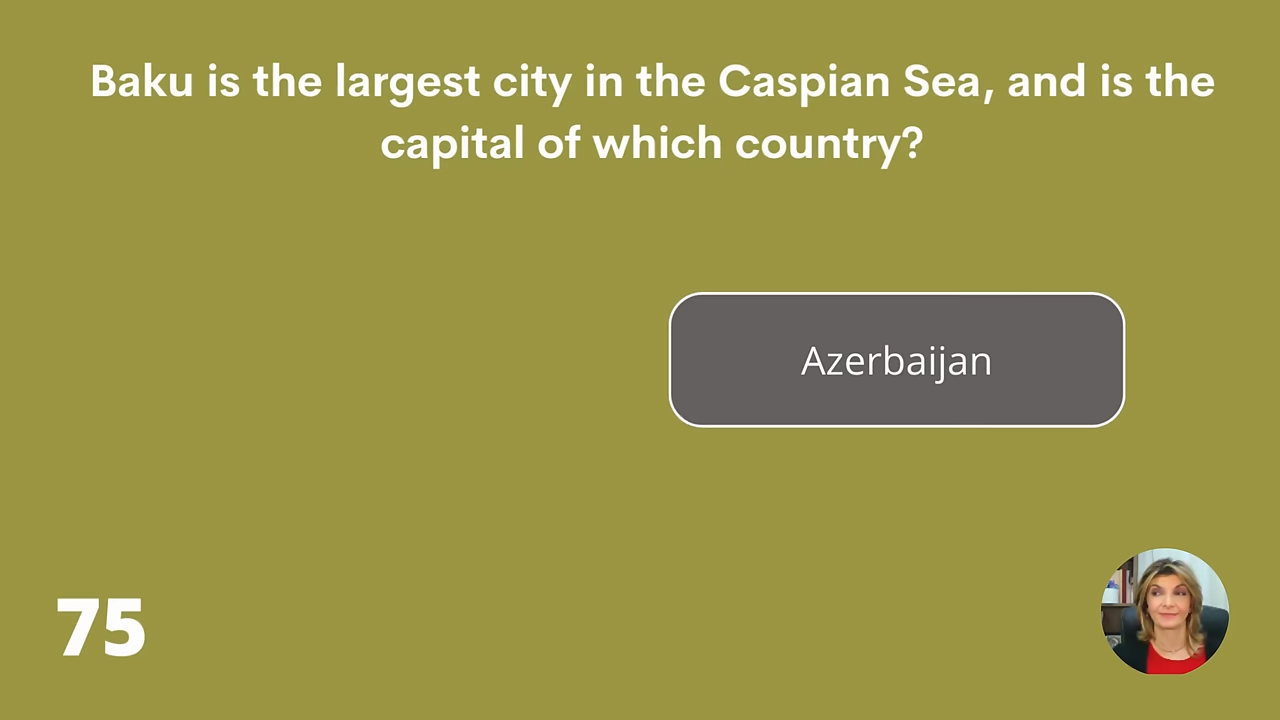 Baku is the largest city in the Caspian Sea, and is the
capital of which country?
Azerbaijan
75